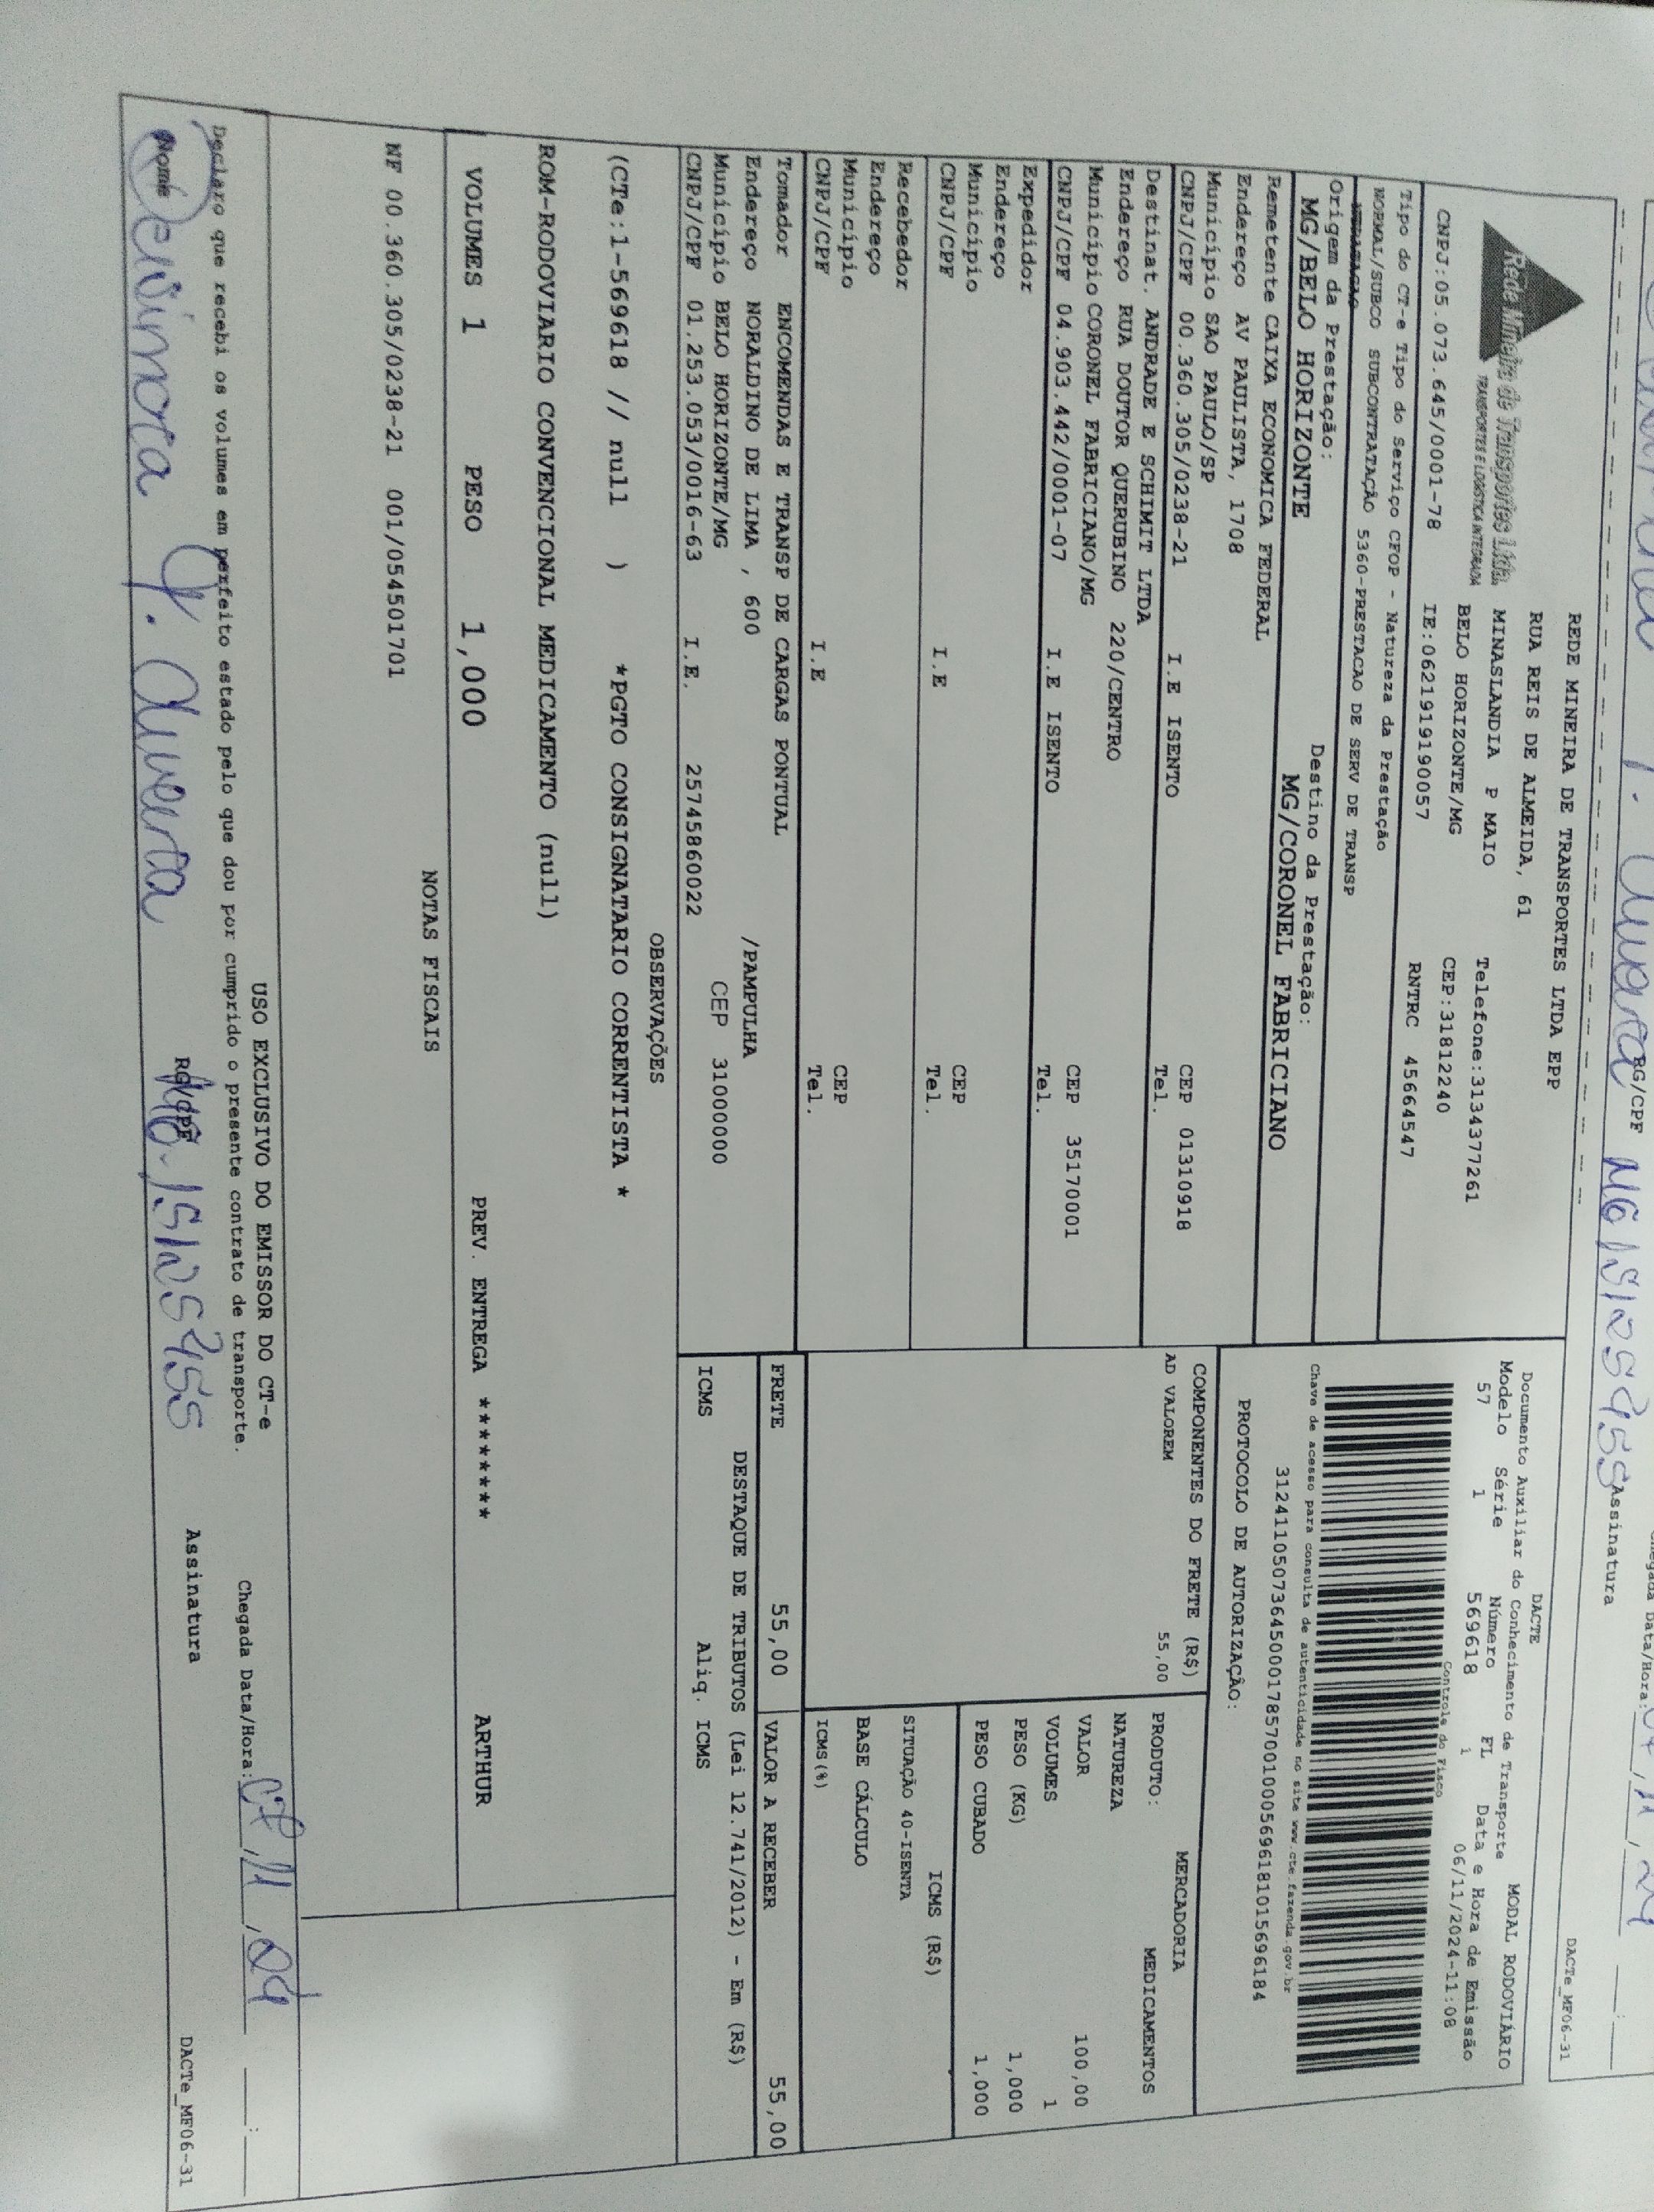 RG/CPF MG 15125955 Assinatura
DACTe_MF06-31
Rede Mineira de Transportes Ltda.
TRANSPORTES E LOGÍSTICA INTEGRADA
REDE MINEIRA DE TRANSPORTES LTDA EPP
RUA REIS DE ALMEIDA, 61
MINASLANDIA P MAIO Telefone:3134377261
BELO HORIZONTE/MG CEP:31812240
CNPJ:05.073.645/0001-78 IE:0621919190057 RNTRC 45664547
DACTE
Documento Auxiliar do Conhecimento de Transporte MODAL RODOVIÁRIO
Modelo Série Número FL Data e Hora de Emissão
57 1 569618 1 06/11/2024-11:08
Controle do Fisco
Tipo do CT-e Tipo do Serviço CFOP - Natureza da Prestação
NORMAL/SUBCO SUBCONTRATAÇÃO 5360-PRESTACAO DE SERV DE TRANSP
Origem da Prestação: Destino da Prestação:
MG/BELO HORIZONTE MG/CORONEL FABRICIANO
Chave de acesso para consulta de autenticidade no site www.cte.fazenda.gov.br
31241105073645000178570010005696181015696184
PROTOCOLO DE AUTORIZAÇÃO:
Remetente CAIXA ECONOMICA FEDERAL
Endereço AV PAULISTA, 1708
Município SAO PAULO/SP CEP 01310918
CNPJ/CPF 00.360.305/0238-21 I.E ISENTO Tel.
Destinat. ANDRADE E SCHIMIT LTDA
Endereço RUA DOUTOR QUERUBINO 220/CENTRO
Município CORONEL FABRICIANO/MG CEP 35170001
CNPJ/CPF 04.903.442/0001-07 I.E ISENTO Tel.
Expedidor
Endereço
Município CEP
CNPJ/CPF I.E Tel.
Recebedor
Endereço
Município CEP
CNPJ/CPF I.E Tel.
Tomador ENCOMENDAS E TRANSP DE CARGAS PONTUAL
Endereço NORALDINO DE LIMA , 600 /PAMPULHA
Município BELO HORIZONTE/MG CEP 31000000
CNPJ/CPF 01.253.053/0016-63 I.E. 25745860022
COMPONENTES DO FRETE (R$)
AD VALOREM 55,00
MERCADORIA
PRODUTO: MEDICAMENTOS
NATUREZA
VALOR 100,00
VOLUMES 1
PESO (KG) 1,000
PESO CUBADO 1,000
ICMS (R$)
SITUAÇÃO 40-ISENTA
BASE CÁLCULO
ICMS(%)
FRETE 55,00 VALOR A RECEBER 55,00
DESTAQUE DE TRIBUTOS (Lei 12.741/2012) - Em (R$)
ICMS Aliq. ICMS
OBSERVAÇÕES
(CTe:1-569618 // null ) *PGTO CONSIGNATARIO CORRENTISTA *
ROM-RODOVIARIO CONVENCIONAL MEDICAMENTO (null)
VOLUMES 1 PESO 1,000 PREV. ENTREGA ******** ARTHUR
NOTAS FISCAIS
NF 00.360.305/0238-21 001/054501701
USO EXCLUSIVO DO EMISSOR DO CT-e
Declaro que recebi os volumes em perfeito estado pelo que dou por cumprido o presente contrato de transporte. Chegada Data/Hora: 07/11/24 :
Nome RG/CPF MG.15125955 Assinatura
DACTe_MF06-31